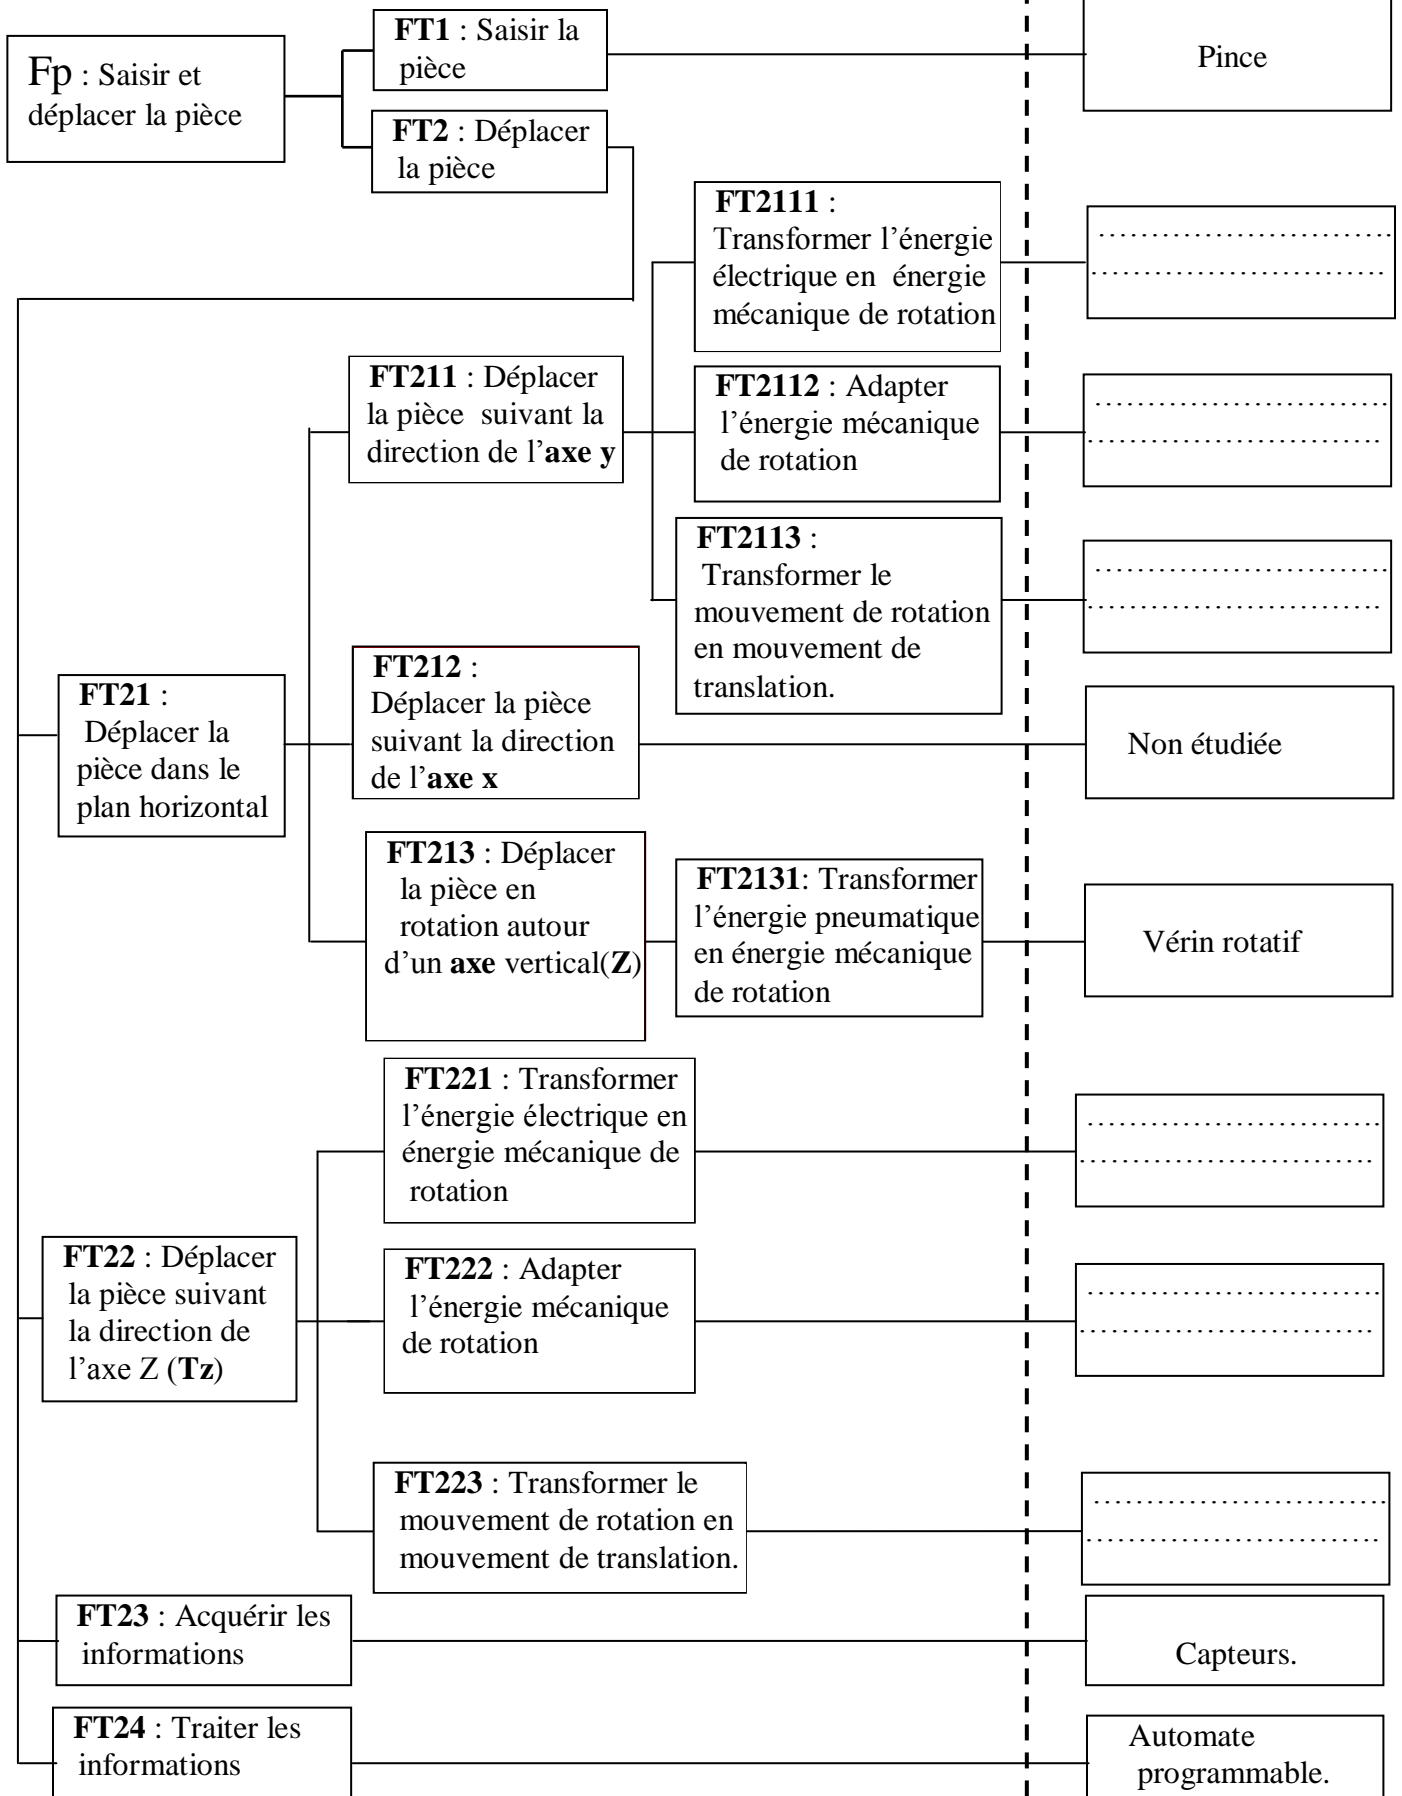 Fp : Saisir et
déplacer la pièce
FT1 : Saisir la
pièce
Pince
FT2 : Déplacer
la pièce
FT2111 :
Transformer l’énergie
électrique en énergie
mécanique de rotation
..............................
..............................
FT211 : Déplacer
la pièce suivant la
direction de l’axe y
FT2112 : Adapter
l’énergie mécanique
de rotation
..............................
..............................
FT2113 :
Transformer le
mouvement de rotation
en mouvement de
translation.
..............................
..............................
FT21 :
Déplacer la
pièce dans le
plan horizontal
FT212 :
Déplacer la pièce
suivant la direction
de l’axe x
Non étudiée
FT213 : Déplacer
la pièce en
rotation autour
d’un axe vertical(Z)
FT2131: Transformer
l’énergie pneumatique
en énergie mécanique
de rotation
Vérin rotatif
FT22 : Déplacer
la pièce suivant
la direction de
l’axe Z (Tz)
FT221 : Transformer
l’énergie électrique en
énergie mécanique de
rotation
..............................
..............................
FT222 : Adapter
l’énergie mécanique
de rotation
..............................
..............................
FT223 : Transformer le
mouvement de rotation en
mouvement de translation.
..............................
..............................
FT23 : Acquérir les
informations
Capteurs.
FT24 : Traiter les
informations
Automate
programmable.